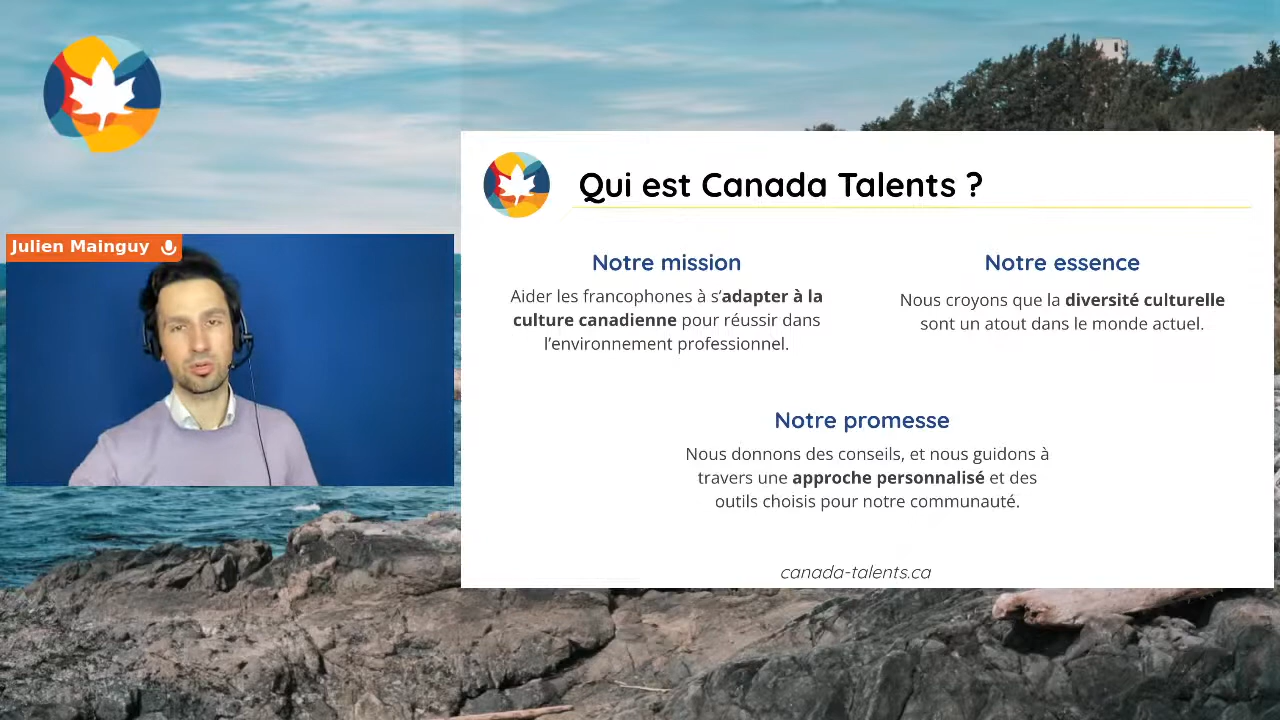 Julien Mainguy
Qui est Canada Talents ?
Notre mission
Aider les francophones à s’adapter à la
culture canadienne pour réussir dans
l’environnement professionnel.
Notre essence
Nous croyons que la diversité culturelle
sont un atout dans le monde actuel.
Notre promesse
Nous donnons des conseils, et nous guidons à
travers une approche personnalisé et des
outils choisis pour notre communauté.
canada-talents.ca